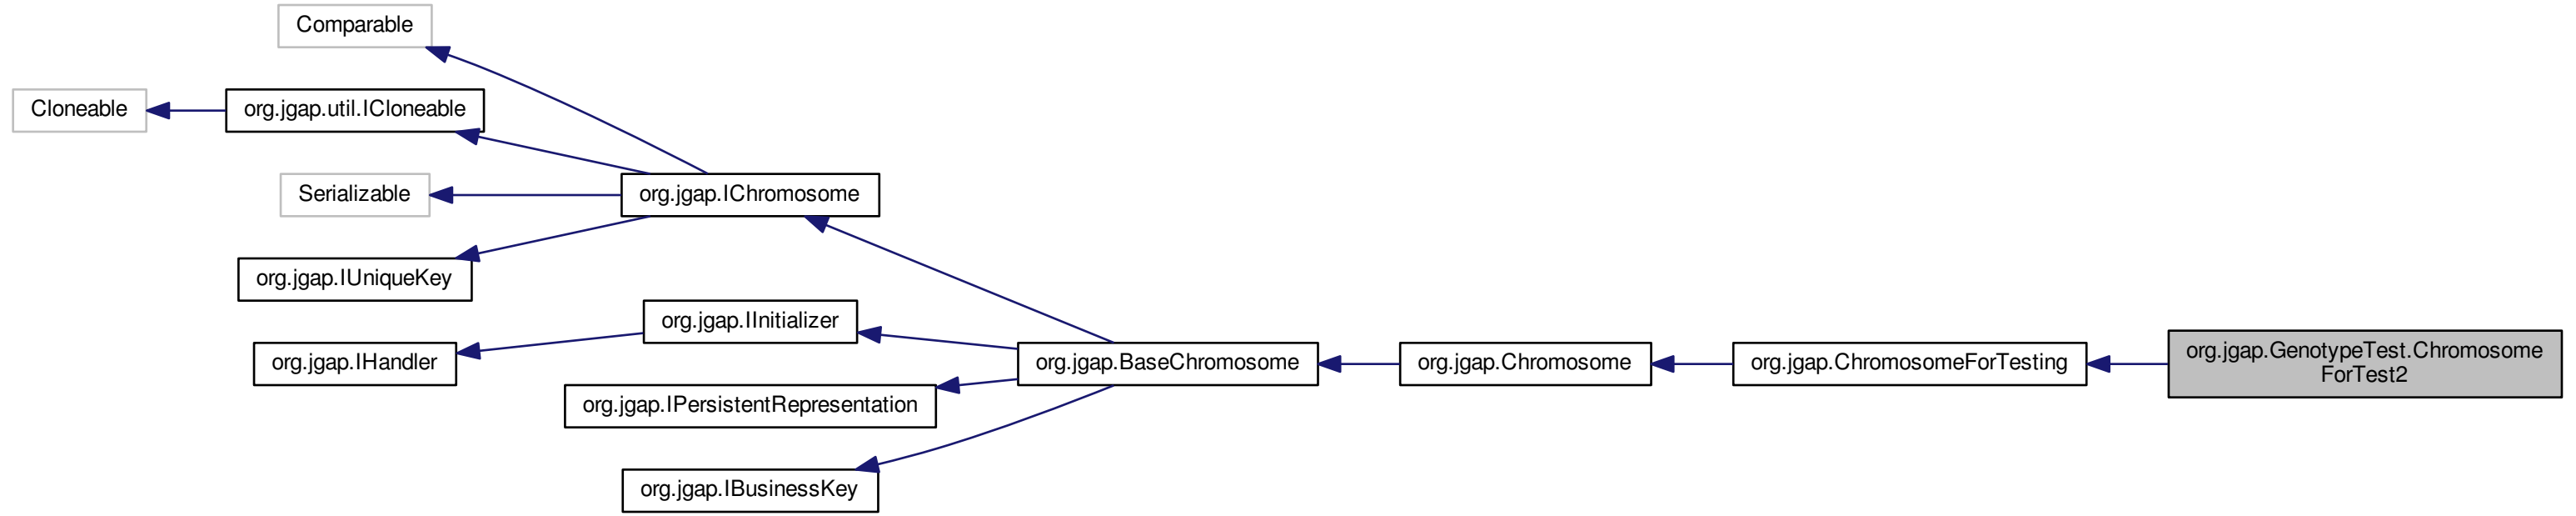 Comparable
Cloneable
org.jgap.util.ICloneable
Serializable
org.jgap.IChromosome
org.jgap.IUniqueKey
org.jgap.IInitializer
org.jgap.IHandler
org.jgap.BaseChromosome
org.jgap.Chromosome
org.jgap.ChromosomeForTesting
org.jgap.GenotypeTest.Chromosome
ForTest2
org.jgap.IPersistentRepresentation
org.jgap.IBusinessKey